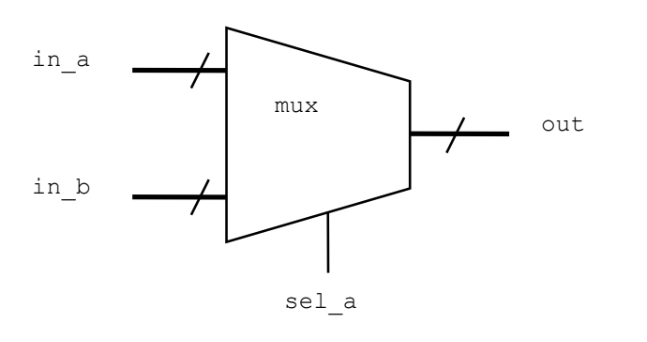 in_a
mux
out
in_b
sel_a